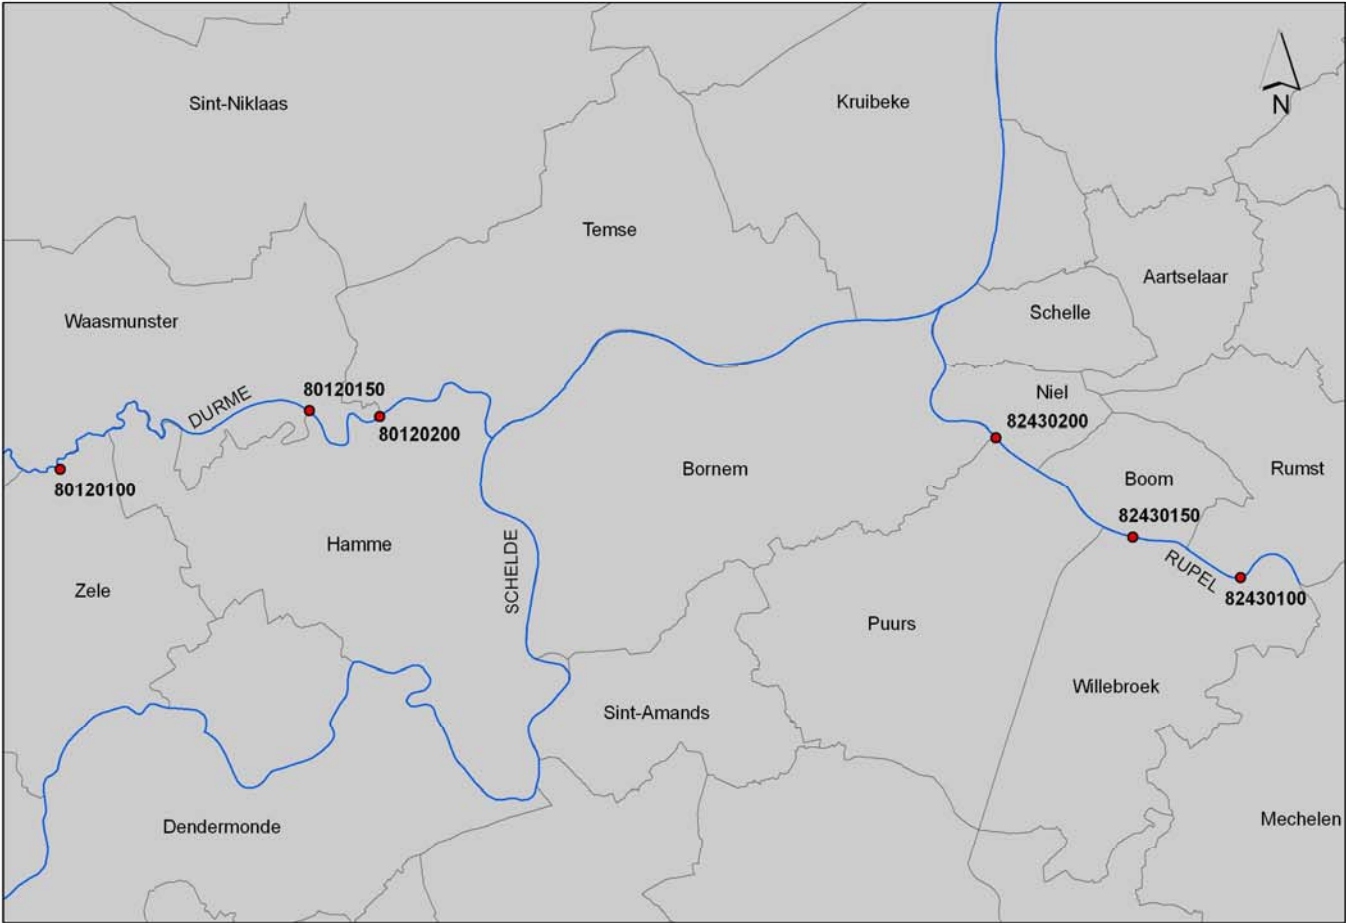 Sint-Niklaas
Kruibeke
N
Temse
Aartselaar
Schelle
Waasmunster
DURME
80120150
Niel
82430200
80120200
Bornem
Rumst
Boom
80120100
82430150
Hamme
SCHELDE
RUPEL
Zele
82430100
Puurs
Willebroek
Sint-Amands
Mechelen
Dendermonde